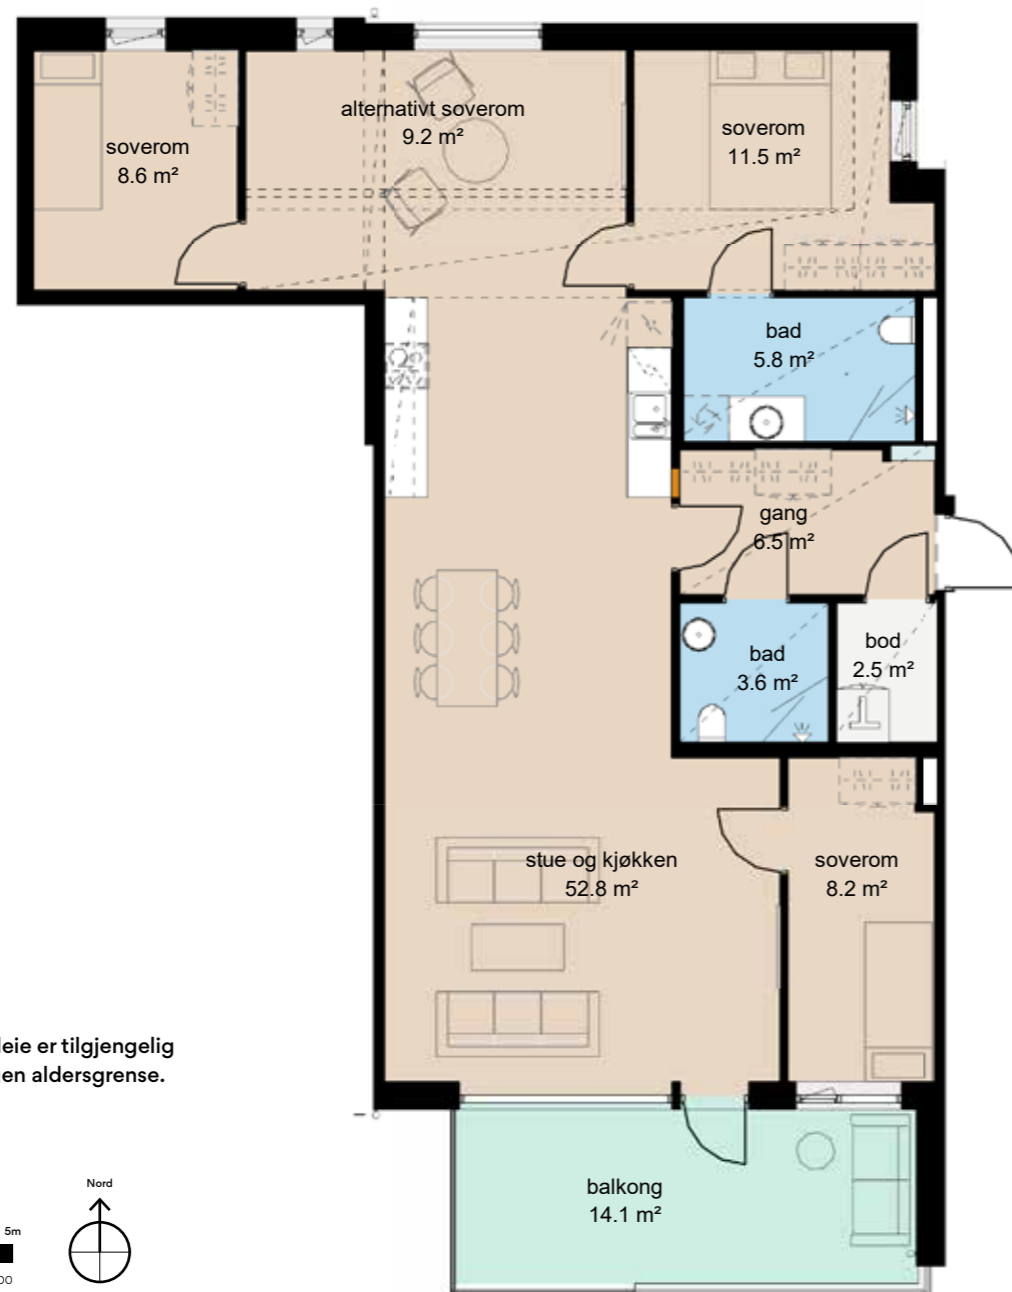 alternativt soverom
9.2 m²
soverom
8.6 m²
soverom
11.5 m²
bad
5.8 m²
gang
6.5 m²
bad
3.6 m²
bod
2.5 m²
stue og kjøkken
52.8 m²
soverom
8.2 m²
er tilgjengelig
aldersgrense.
balkong
14.1 m²
Nord
5m